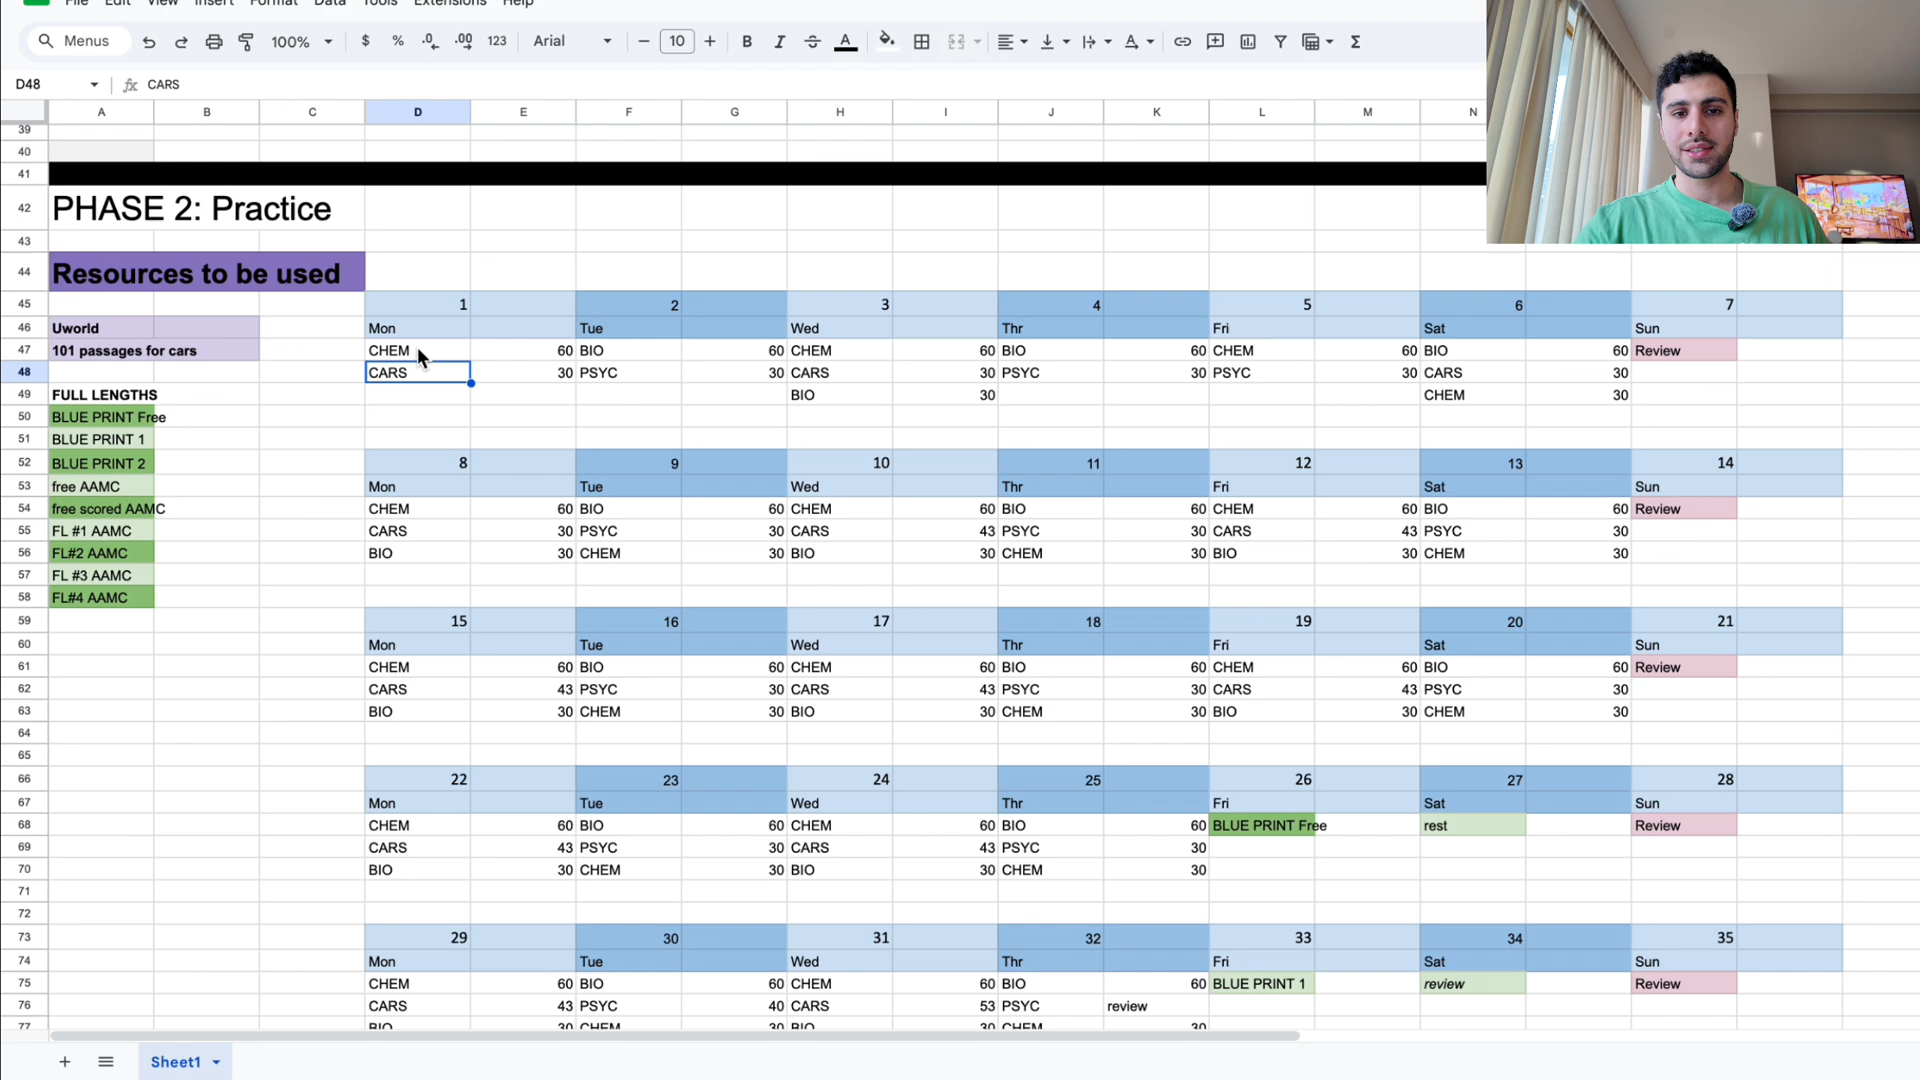 File Edit View Insert Format Data Tools Extensions Help
Menus 100% $ % .0 .00 123 Arial 10 B I A Σ
D48 fx CARS
A B C D E F G H I J K L M N
39
40
41
42 PHASE 2: Practice
43
44 Resources to be used
45 1 2 3 4 5 6 7
46 Uworld Mon Tue Wed Thr Fri Sat Sun
47 101 passages for cars CHEM 60 BIO 60 CHEM 60 BIO 60 CHEM 60 BIO 60 Review
48 CARS 30 PSYC 30 CARS 30 PSYC 30 PSYC 30 CARS 30
49 FULL LENGTHS BIO 30 CHEM 30
50 BLUE PRINT Free
51 BLUE PRINT 1
52 BLUE PRINT 2 8 9 10 11 12 13 14
53 free AAMC Mon Tue Wed Thr Fri Sat Sun
54 free scored AAMC CHEM 60 BIO 60 CHEM 60 BIO 60 CHEM 60 BIO 60 Review
55 FL #1 AAMC CARS 30 PSYC 30 CARS 43 PSYC 30 CARS 43 PSYC 30
56 FL#2 AAMC BIO 30 CHEM 30 BIO 30 CHEM 30 BIO 30 CHEM 30
57 FL #3 AAMC
58 FL#4 AAMC
59 15 16 17 18 19 20 21
60 Mon Tue Wed Thr Fri Sat Sun
61 CHEM 60 BIO 60 CHEM 60 BIO 60 CHEM 60 BIO 60 Review
62 CARS 43 PSYC 30 CARS 43 PSYC 30 CARS 43 PSYC 30
63 BIO 30 CHEM 30 BIO 30 CHEM 30 BIO 30 CHEM 30
64
65
66 22 23 24 25 26 27 28
67 Mon Tue Wed Thr Fri Sat Sun
68 CHEM 60 BIO 60 CHEM 60 BIO 60 BLUE PRINT Free rest Review
69 CARS 43 PSYC 30 CARS 43 PSYC 30
70 BIO 30 CHEM 30 BIO 30 CHEM 30
71
72
73 29 30 31 32 33 34 35
74 Mon Tue Wed Thr Fri Sat Sun
75 CHEM 60 BIO 60 CHEM 60 BIO 60 BLUE PRINT 1 review Review
76 CARS 43 PSYC 40 CARS 53 PSYC review
77 BIO 30 CHEM 30 BIO 30 CHEM 30
Sheet1